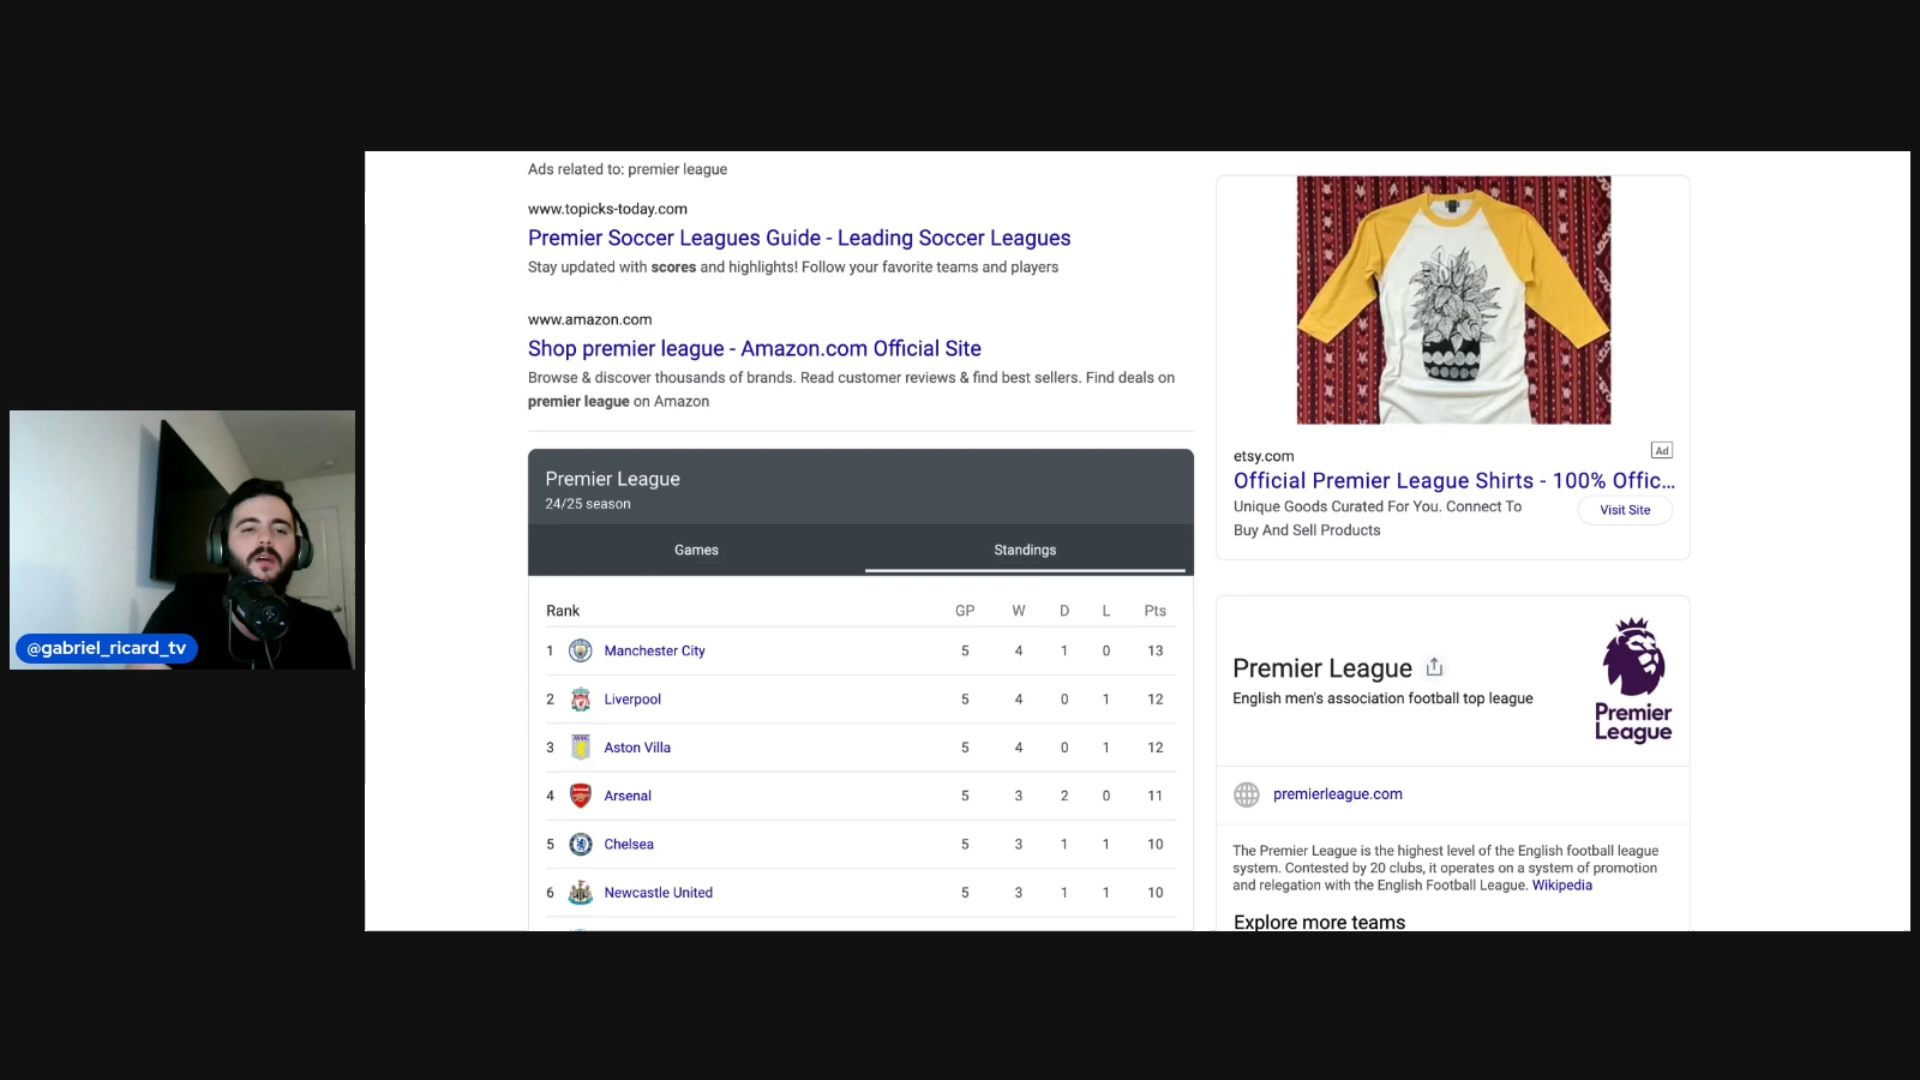 Ads related to: premier league
www.topicks-today.com
Premier Soccer Leagues Guide - Leading Soccer Leagues
Stay updated with scores and highlights! Follow your favorite teams and players
www.amazon.com
Shop premier league - Amazon.com Official Site
Browse & discover thousands of brands. Read customer reviews & find best sellers. Find deals on
premier league on Amazon
Premier League
24/25 season
Games Standings
Rank GP W D L Pts
1 Manchester City 5 4 1 0 13
2 Liverpool 5 4 0 1 12
3 Aston Villa 5 4 0 1 12
4 Arsenal 5 3 2 0 11
5 Chelsea 5 3 1 1 10
6 Newcastle United 5 3 1 1 10
etsy.com
Ad
Official Premier League Shirts - 100% Offic...
Unique Goods Curated For You. Connect To
Buy And Sell Products
Visit Site
Premier League
English men's association football top league
Premier
League
premierleague.com
The Premier League is the highest level of the English football league
system. Contested by 20 clubs, it operates on a system of promotion
and relegation with the English Football League. Wikipedia
Explore more teams
@gabriel_ricard_tv